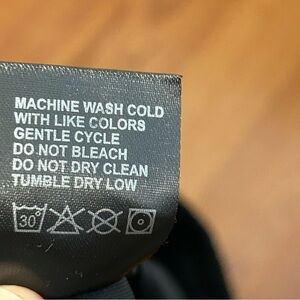 MACHINE WASH COLD
WITH LIKE COLORS
GENTLE CYCLE
DO NOT BLEACH
DO NOT DRY CLEAN
TUMBLE DRY LOW
30°